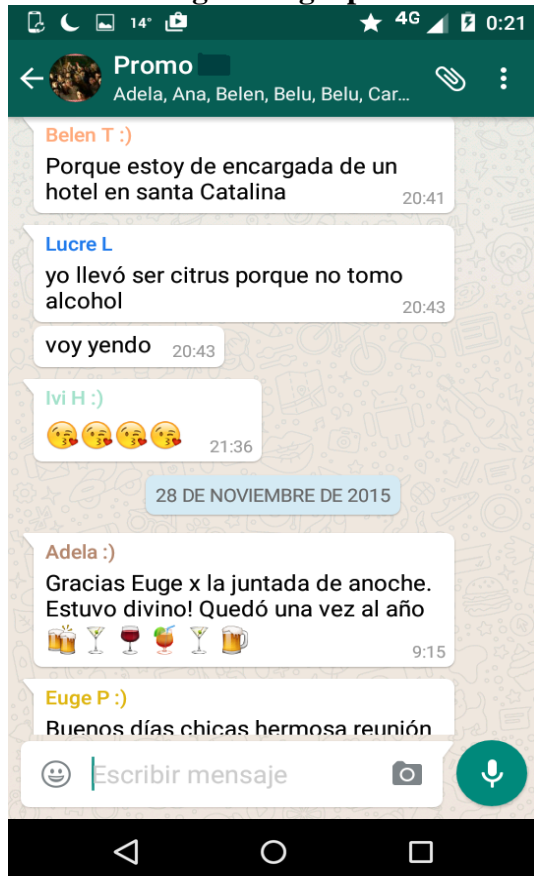 14°
4G
0:21
Promo
Adela, Ana, Belen, Belu, Belu, Car...
Belen T :)
Porque estoy de encargada de un
hotel en santa Catalina 20:41
Lucre L
yo llevó ser citrus porque no tomo
alcohol 20:43
voy yendo 20:43
Ivi H :)
😘😘😘😘 21:36
28 DE NOVIEMBRE DE 2015
Adela :)
Gracias Euge x la juntada de anoche.
Estuvo divino! Quedó una vez al año
🍻🍸🍷🍹🍸🍺 9:15
Euge P :)
Buenos días chicas hermosa reunión
Escribir mensaje